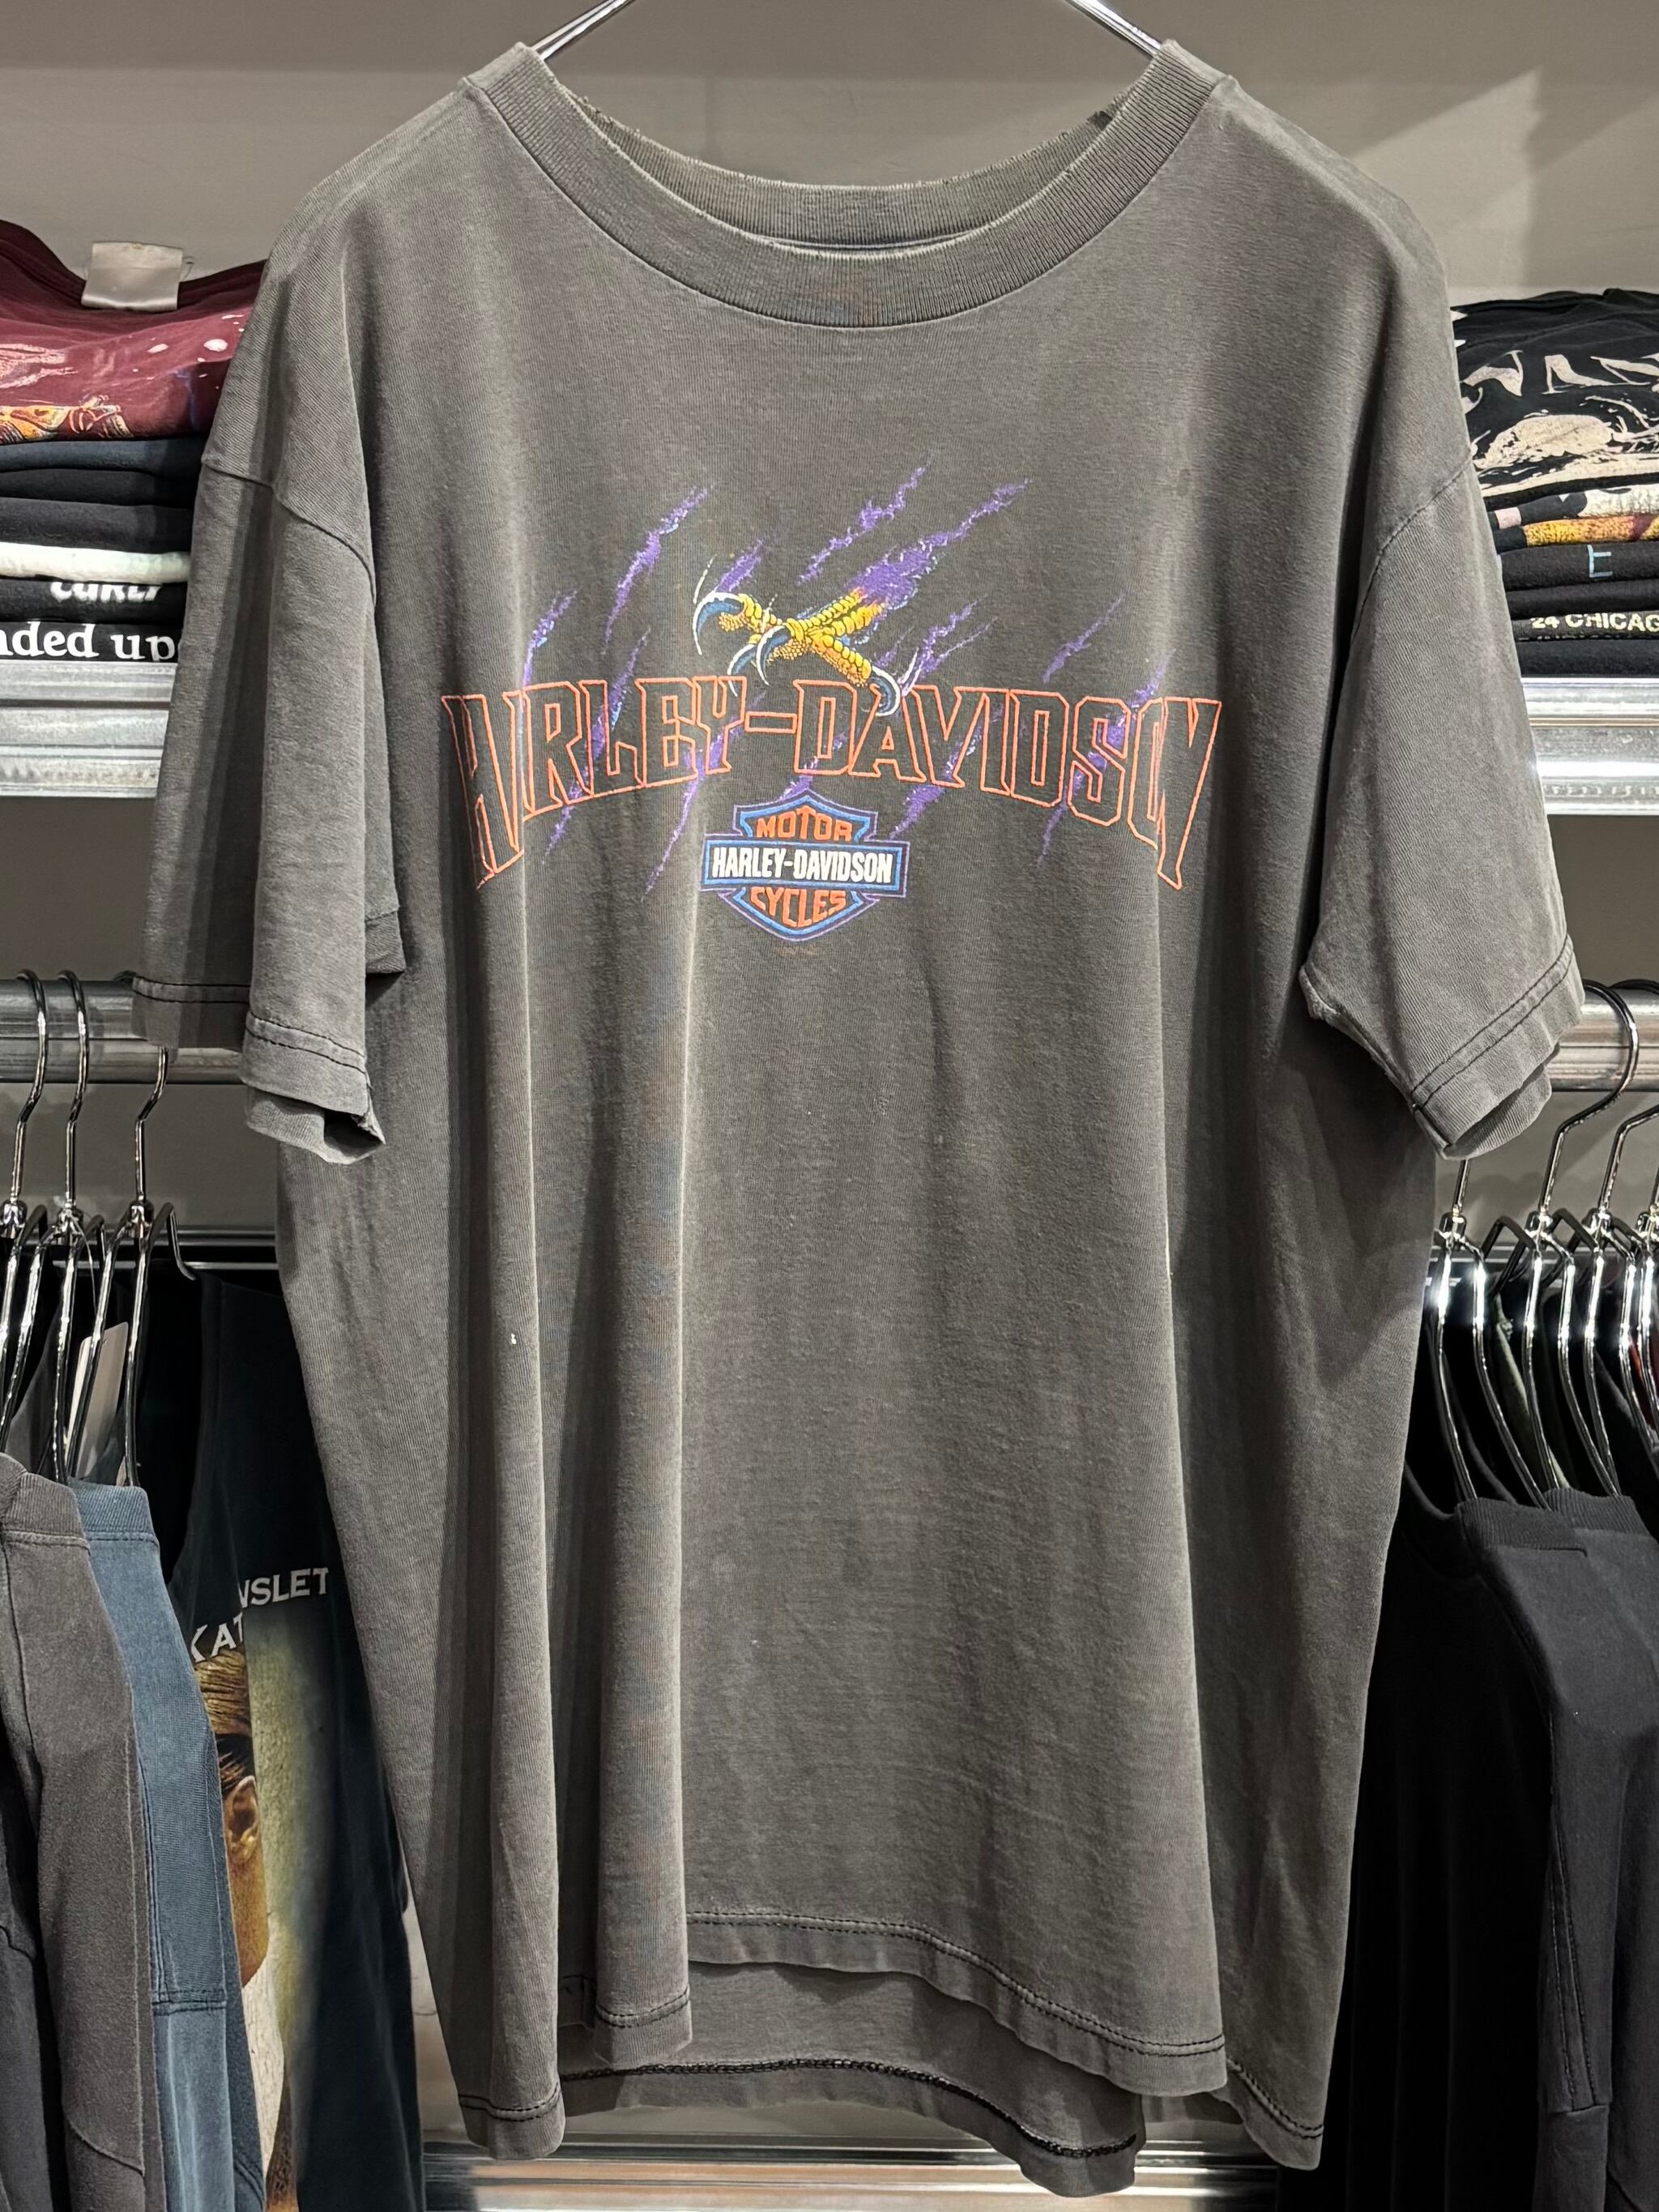 HARLEY-DAVIDSON
MOTOR
HARLEY-DAVIDSON
CYCLES
nded up
24 CHICAG
NSLET
KAT